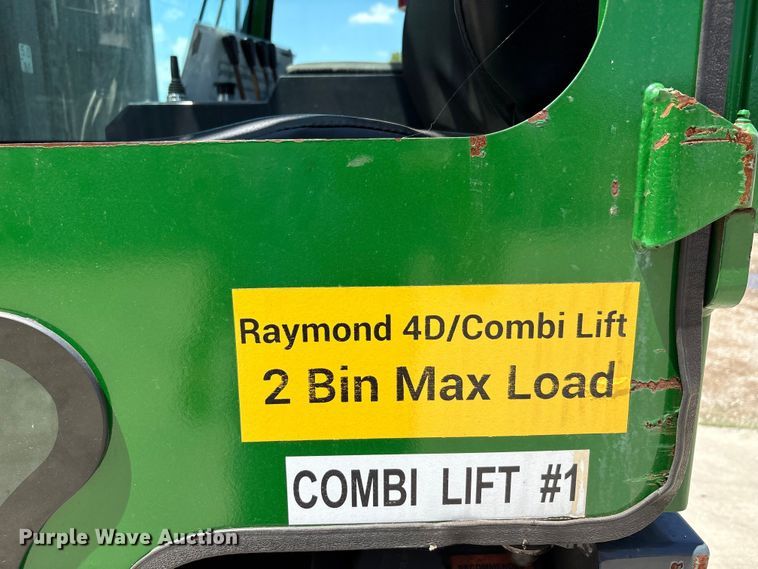 Raymond 4D/Combi Lift
2 Bin Max Load
COMBI LIFT #1
Purple Wave Auction